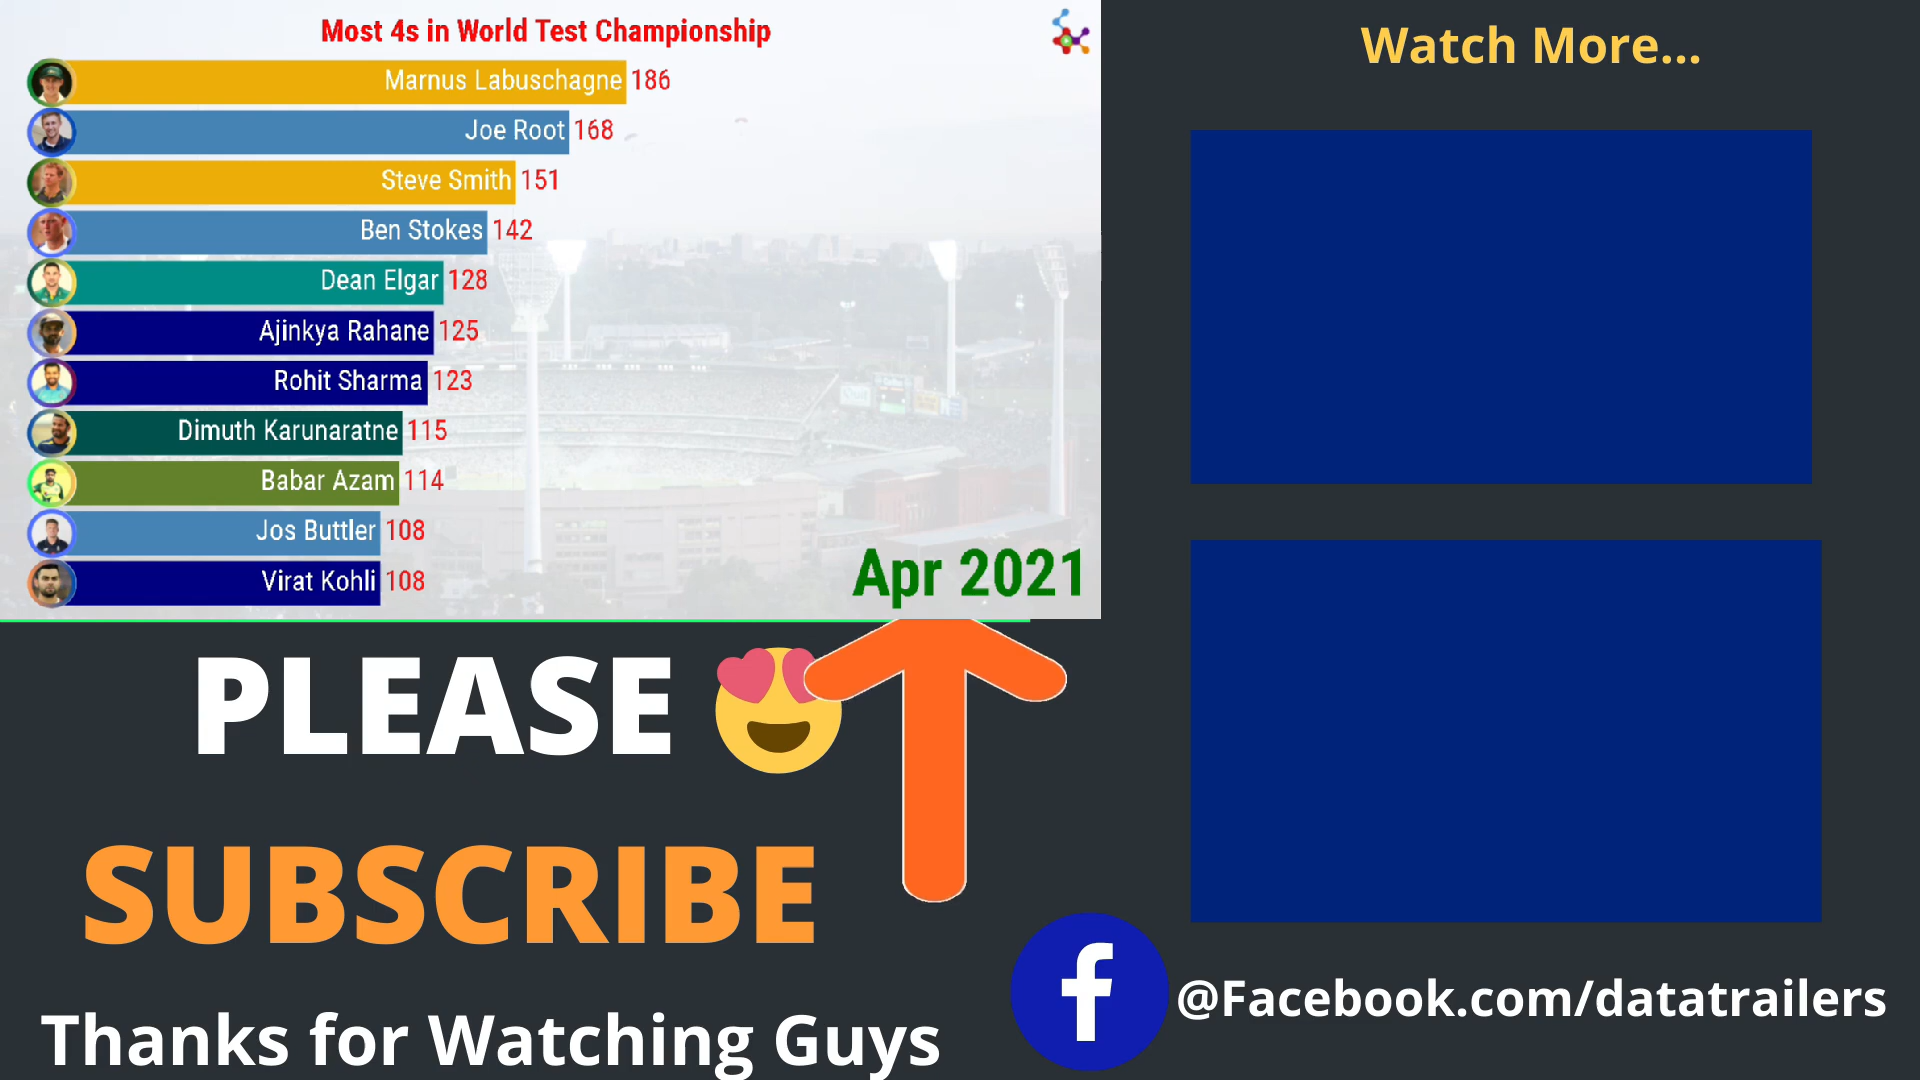 Most 4s in World Test Championship
Marnus Labuschagne 186
Joe Root 168
Steve Smith 151
Ben Stokes 142
Dean Elgar 128
Ajinkya Rahane 125
Rohit Sharma 123
Dimuth Karunaratne 115
Babar Azam 114
Jos Buttler 108
Virat Kohli 108
Apr 2021
PLEASE
SUBSCRIBE
Thanks for Watching Guys
Watch More...
@Facebook.com/datatrailers